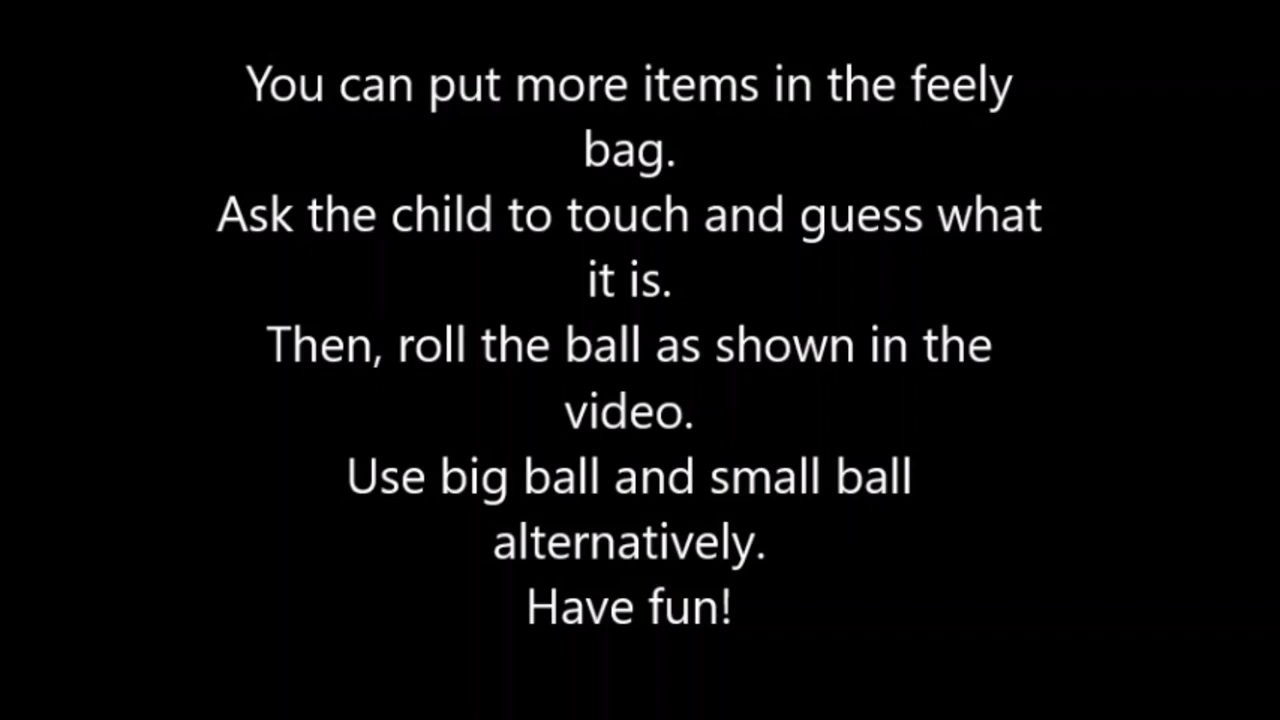 You can put more items in the feely
bag.
Ask the child to touch and guess what
it is.
Then, roll the ball as shown in the
video.
Use big ball and small ball
alternatively.
Have fun!